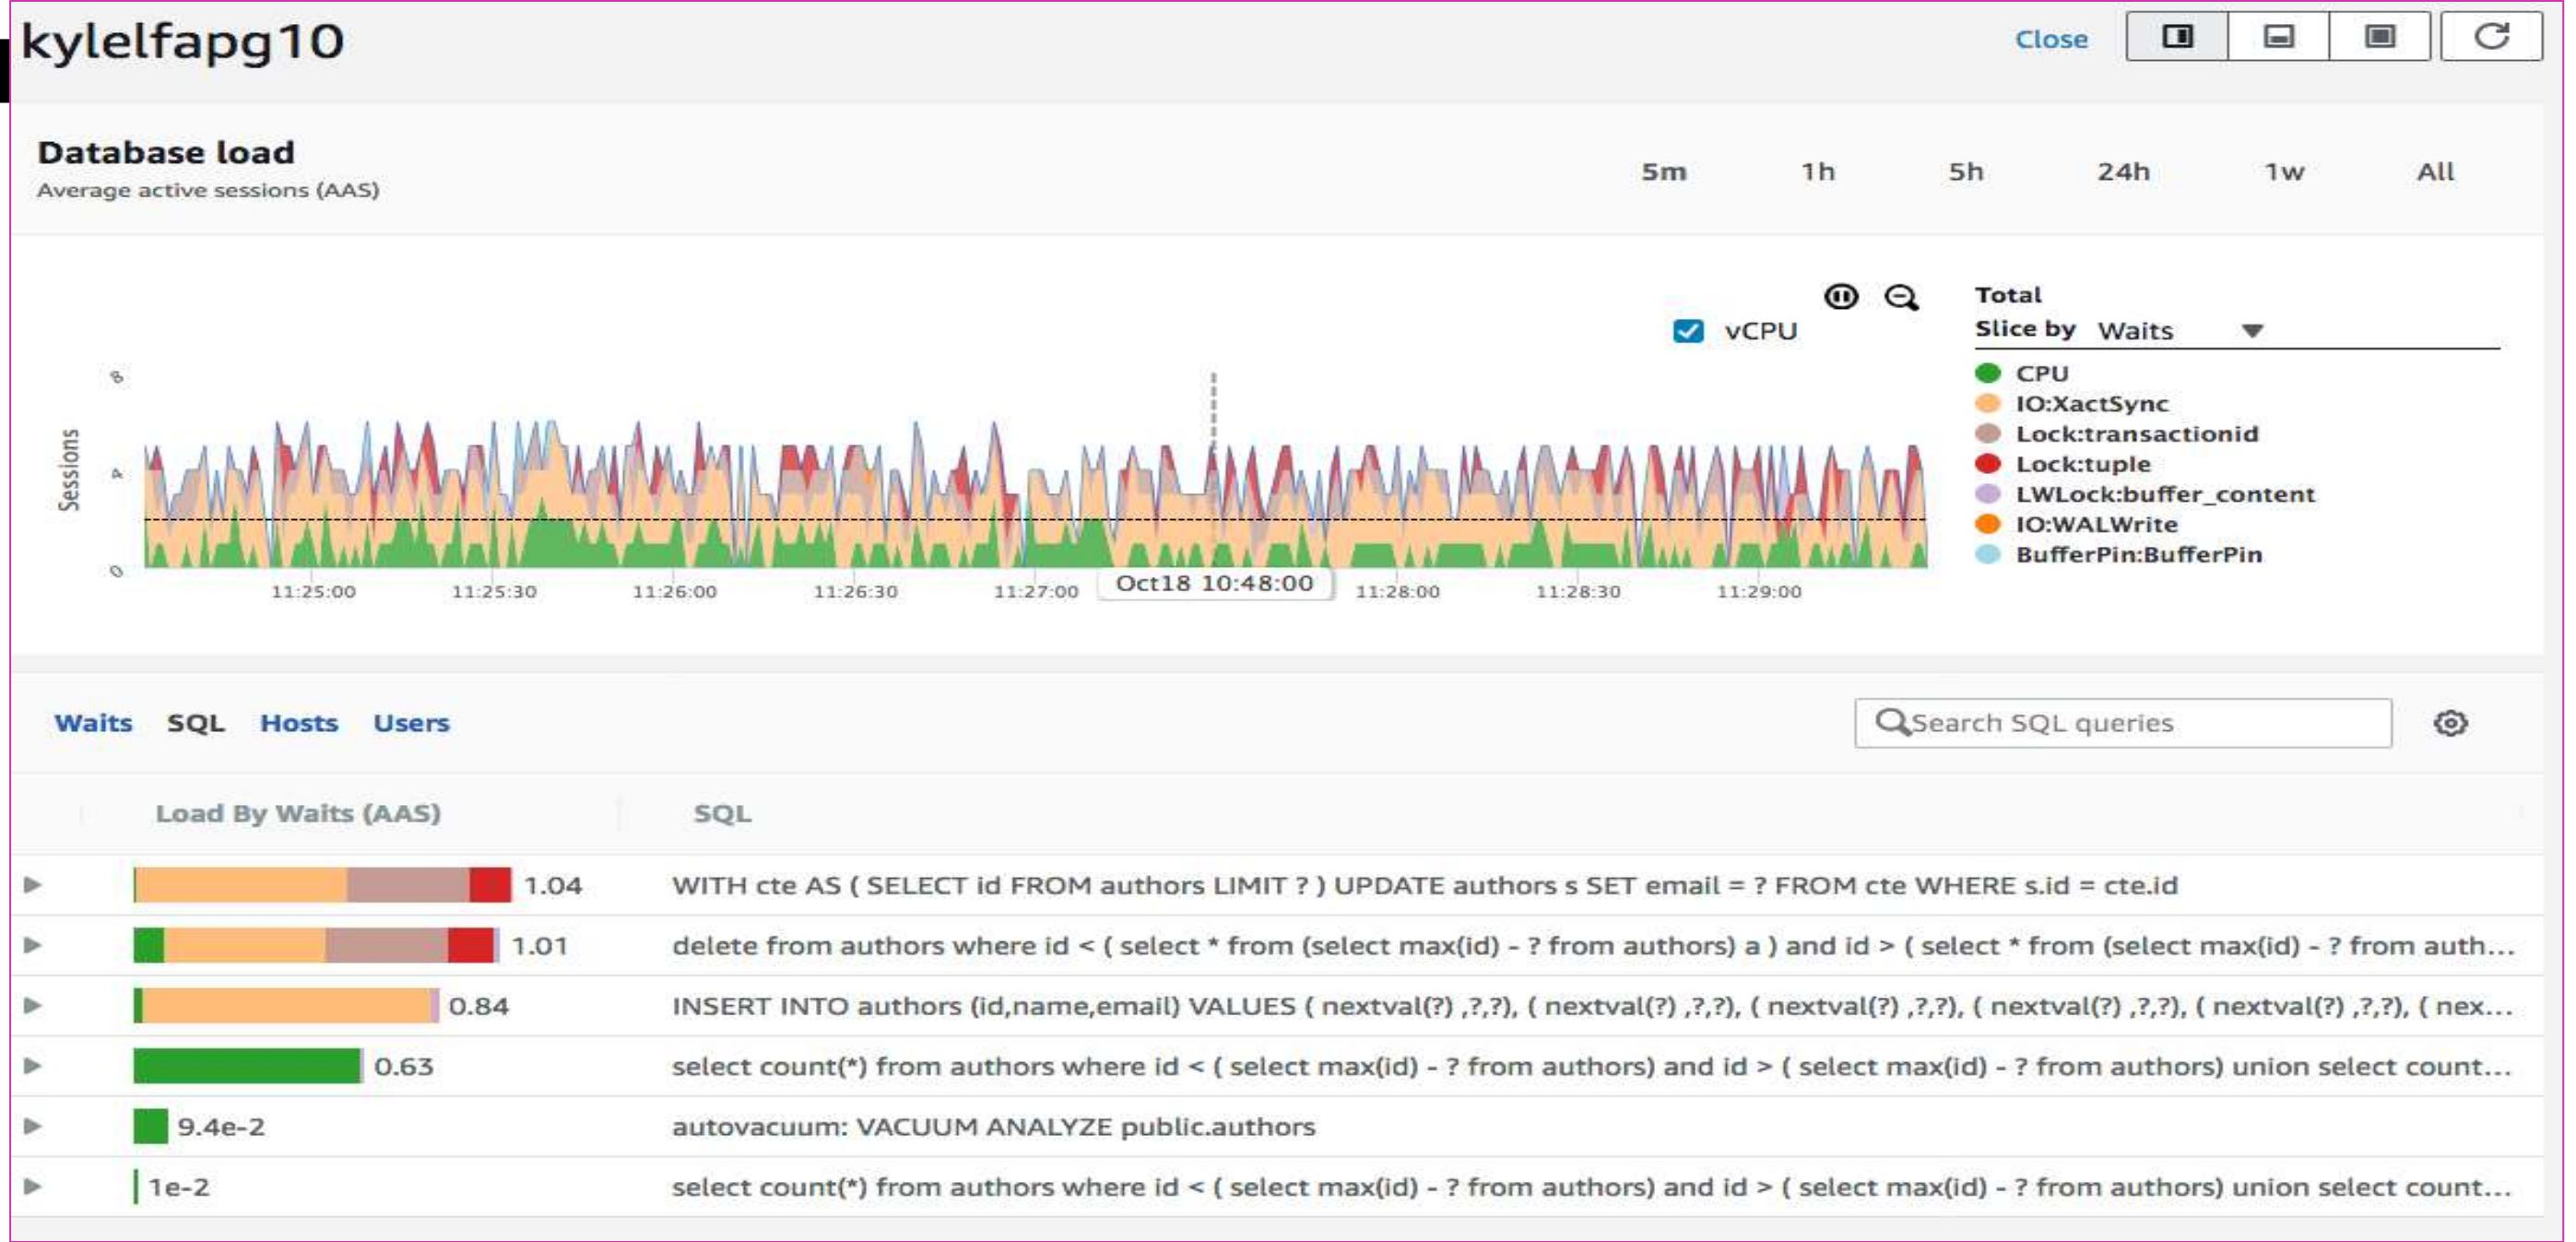 kylelfapg10
Close
Database load
Average active sessions (AAS)
5m 1h 5h 24h 1w All
vCPU
Total
Slice by Waits
CPU
IO:XactSync
Lock:transactionid
Lock:tuple
LWLock:buffer_content
IO:WALWrite
BufferPin:BufferPin
Sessions
8
4
0
11:25:00 11:25:30 11:26:00 11:26:30 11:27:00 Oct18 10:48:00 11:28:00 11:28:30 11:29:00
Waits SQL Hosts Users
Search SQL queries
Load By Waits (AAS) SQL
1.04 WITH cte AS ( SELECT id FROM authors LIMIT ? ) UPDATE authors s SET email = ? FROM cte WHERE s.id = cte.id
1.01 delete from authors where id < ( select * from (select max(id) - ? from authors) a ) and id > ( select * from (select max(id) - ? from auth...
0.84 INSERT INTO authors (id,name,email) VALUES ( nextval(?) ,?,?), ( nextval(?) ,?,?), ( nextval(?) ,?,?), ( nextval(?) ,?,?), ( nextval(?) ,?,?), ( nex...
0.63 select count(*) from authors where id < ( select max(id) - ? from authors) and id > ( select max(id) - ? from authors) union select count...
9.4e-2 autovacuum: VACUUM ANALYZE public.authors
1e-2 select count(*) from authors where id < ( select max(id) - ? from authors) and id > ( select max(id) - ? from authors) union select count...